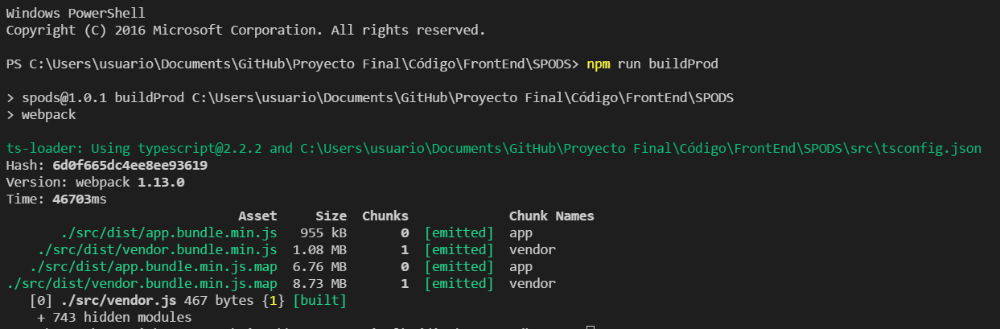 Windows PowerShell
Copyright (C) 2016 Microsoft Corporation. All rights reserved.
PS C:\Users\usuario\Documents\GitHub\Proyecto Final\Código\FrontEnd\SPODS> npm run buildProd
> spods@1.0.1 buildProd C:\Users\usuario\Documents\GitHub\Proyecto Final\Código\FrontEnd\SPODS
> webpack
ts-loader: Using typescript@2.2.2 and C:\Users\usuario\Documents\GitHub\Proyecto Final\Código\FrontEnd\SPODS\src\tsconfig.json
Hash: 6d0f665dc4ee8ee93619
Version: webpack 1.13.0
Time: 46703ms
Asset Size Chunks Chunk Names
./src/dist/app.bundle.min.js 955 kB 0 [emitted] app
./src/dist/vendor.bundle.min.js 1.08 MB 1 [emitted] vendor
./src/dist/app.bundle.min.js.map 6.76 MB 0 [emitted] app
./src/dist/vendor.bundle.min.js.map 8.73 MB 1 [emitted] vendor
[0] ./src/vendor.js 467 bytes {1} [built]
+ 743 hidden modules